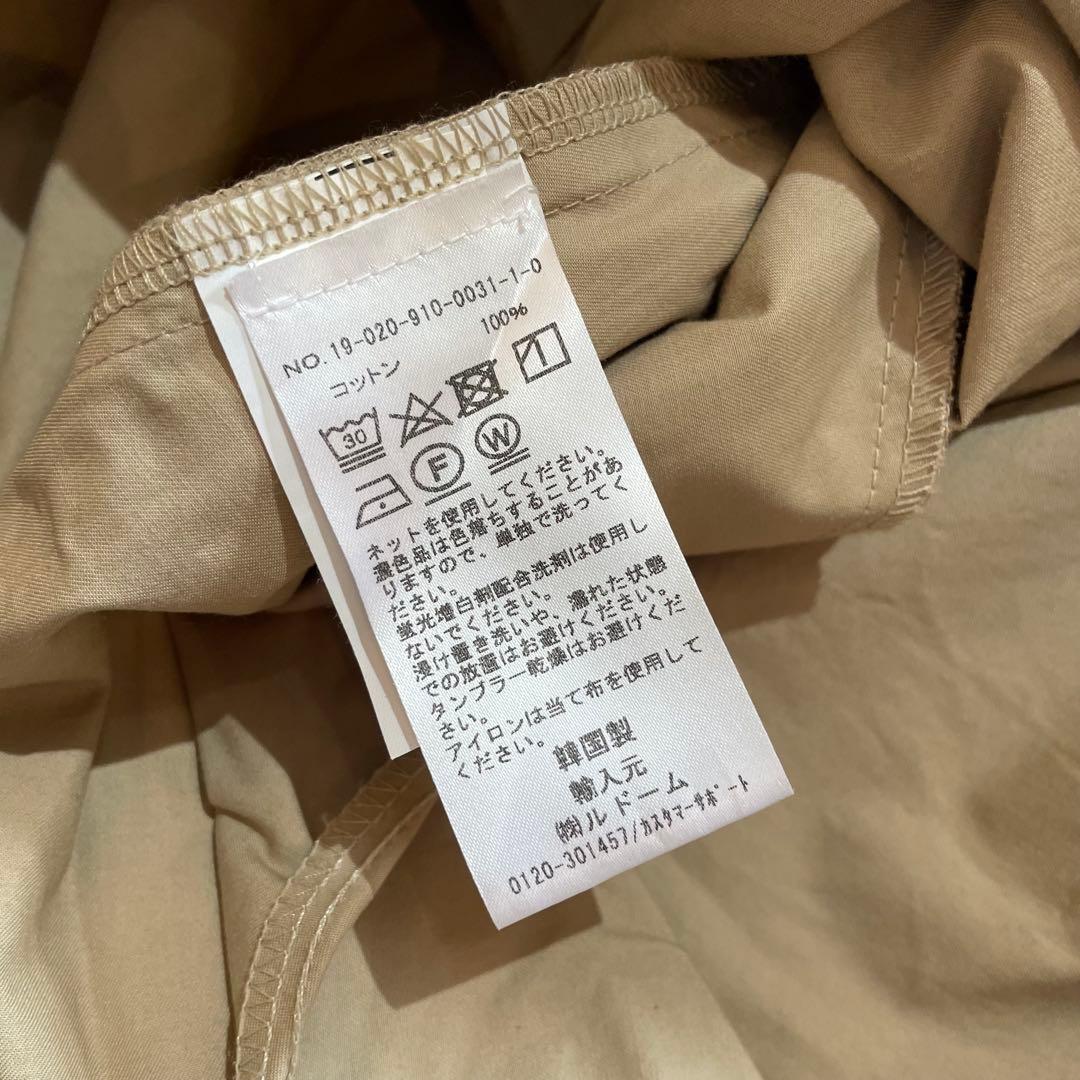 NO.19-020-910-0031-1-0
コットン 100%
30
F W
ネットを使用してください。
濃色品は色落ちすることがあ
りますので、単独で洗ってく
ださい。
蛍光増白剤配合洗剤は使用し
ないでください。
浸け置き洗いや、濡れた状態
での放置はお避けください。
タンブラー乾燥はお避けくだ
さい。
アイロンは当て布を使用して
ください。
韓国製
輸入元
㈱ル ドーム
0120-301457/カスタマーサポート